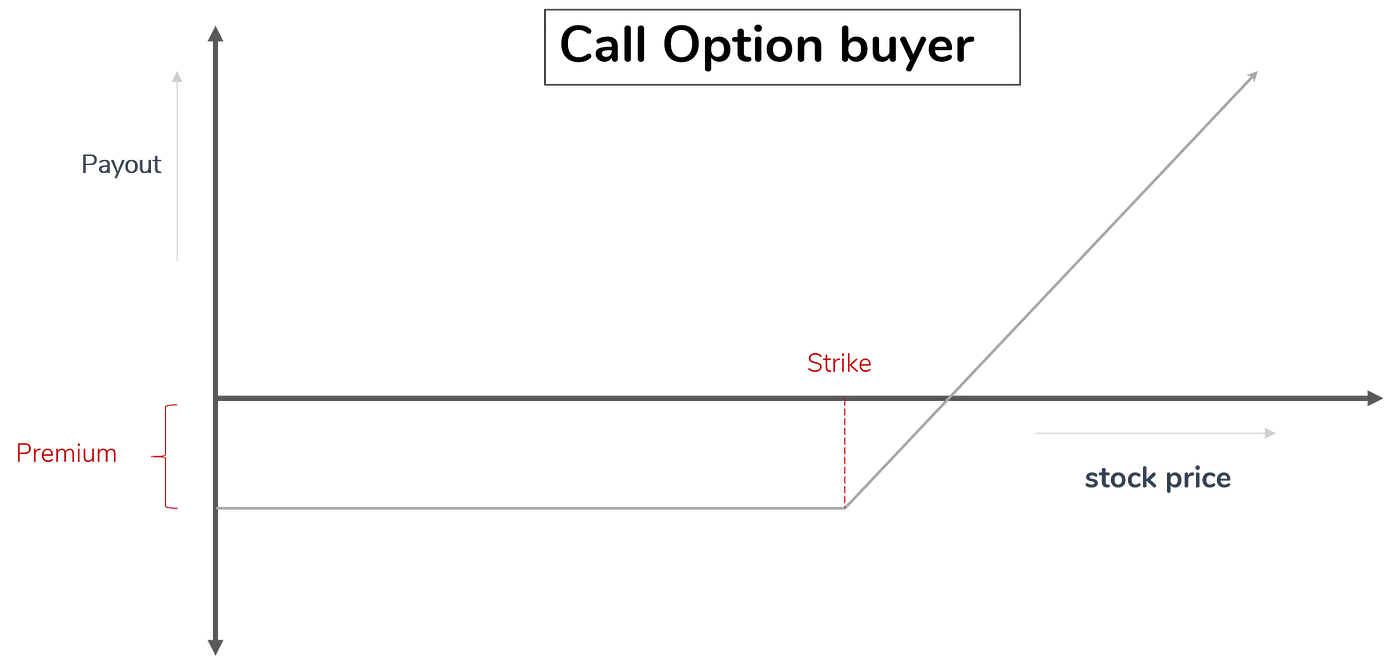 Call Option buyer
Payout
Strike
Premium
stock price